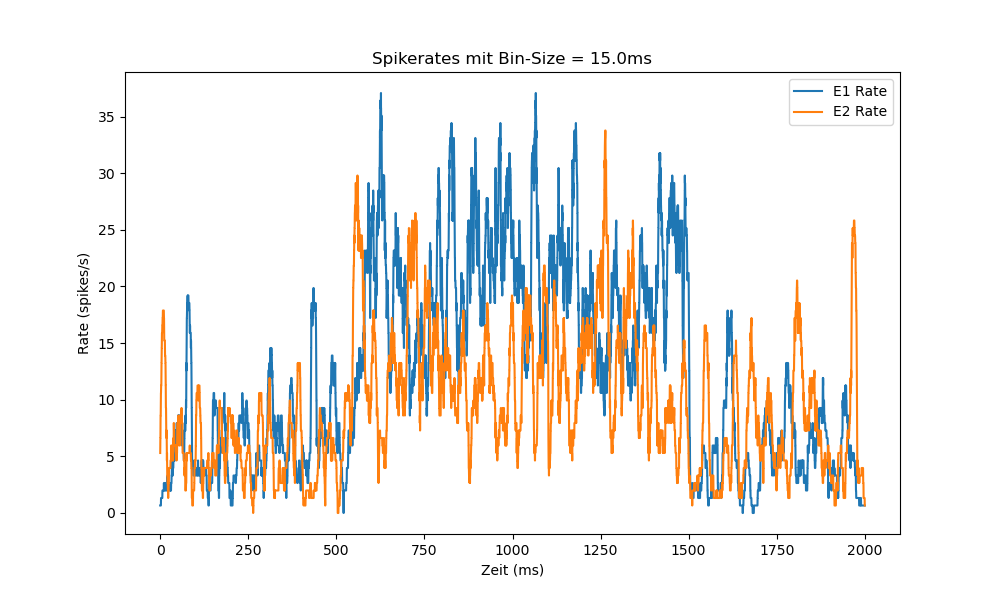 Spikerates mit Bin-Size = 15.0ms
E1 Rate
E2 Rate
Rate (spikes/s)
35
30
25
20
15
10
5
0
0 250 500 750 1000 1250 1500 1750 2000
Zeit (ms)